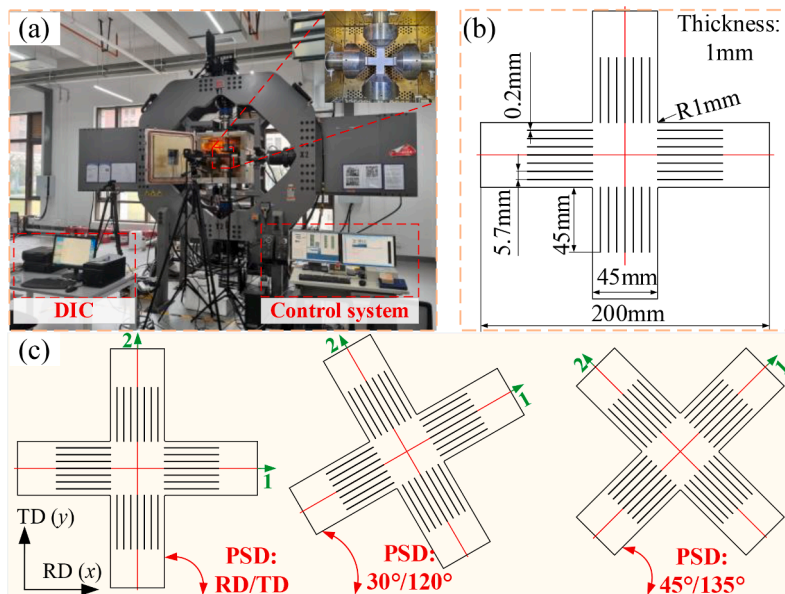 (a)
DIC
Control system
(b)
Thickness:
1mm
0.2mm
R1mm
5.7mm
45mm
45mm
200mm
(c)
2
1
TD (y)
RD (x)
PSD:
RD/TD
2
1
PSD:
30°/120°
2
1
PSD:
45°/135°